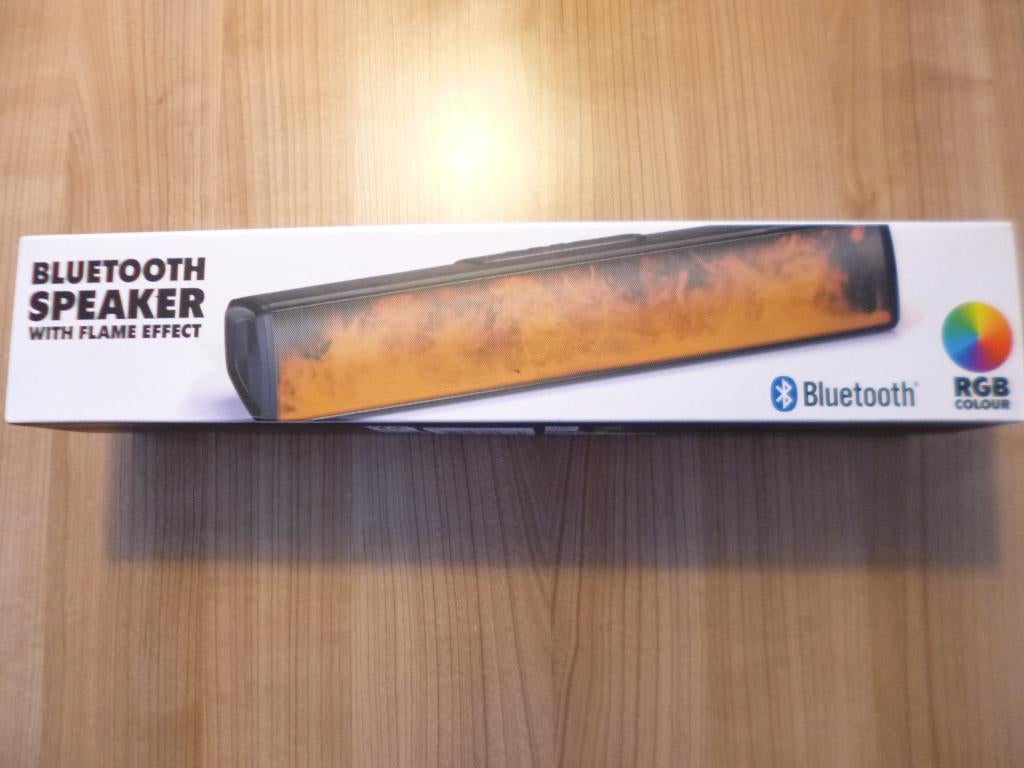 BLUETOOTH
SPEAKER
WITH FLAME EFFECT
Bluetooth®
RGB
COLOUR